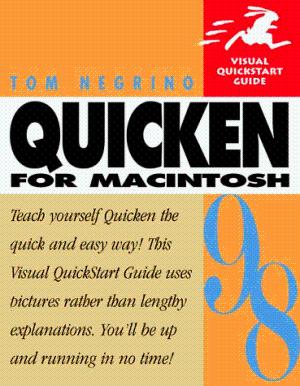 VISUAL
QUICKSTART
GUIDE
TOM NEGRINO
QUICKEN
FOR MACINTOSH
98
Teach yourself Quicken the
quick and easy way! This
Visual QuickStart Guide uses
pictures rather than lengthy
explanations. You'll be up
and running in no time!